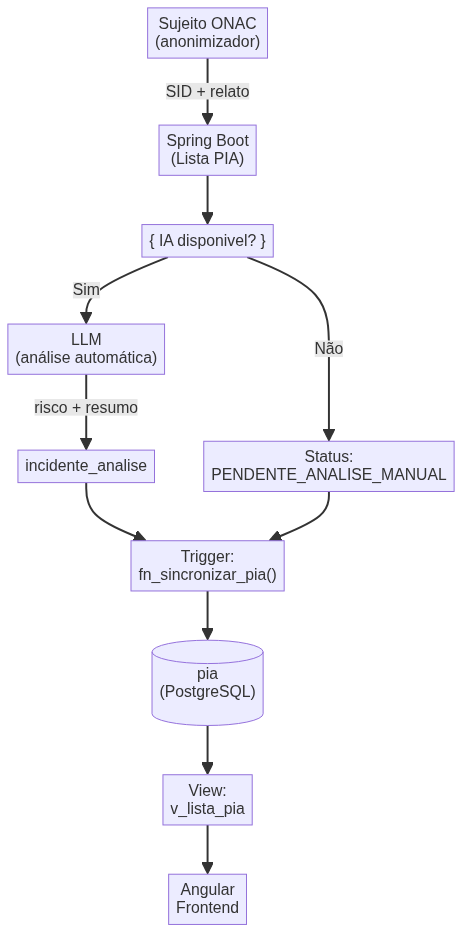 Sujeito ONAC
(anonimizador)
SID + relato
Spring Boot
(Lista PIA)
{ IA disponivel? }
Sim
Não
LLM
(análise automática)
risco + resumo
incidente_analise
Status:
PENDENTE_ANALISE_MANUAL
Trigger:
fn_sincronizar_pia()
pia
(PostgreSQL)
View:
v_lista_pia
Angular
Frontend